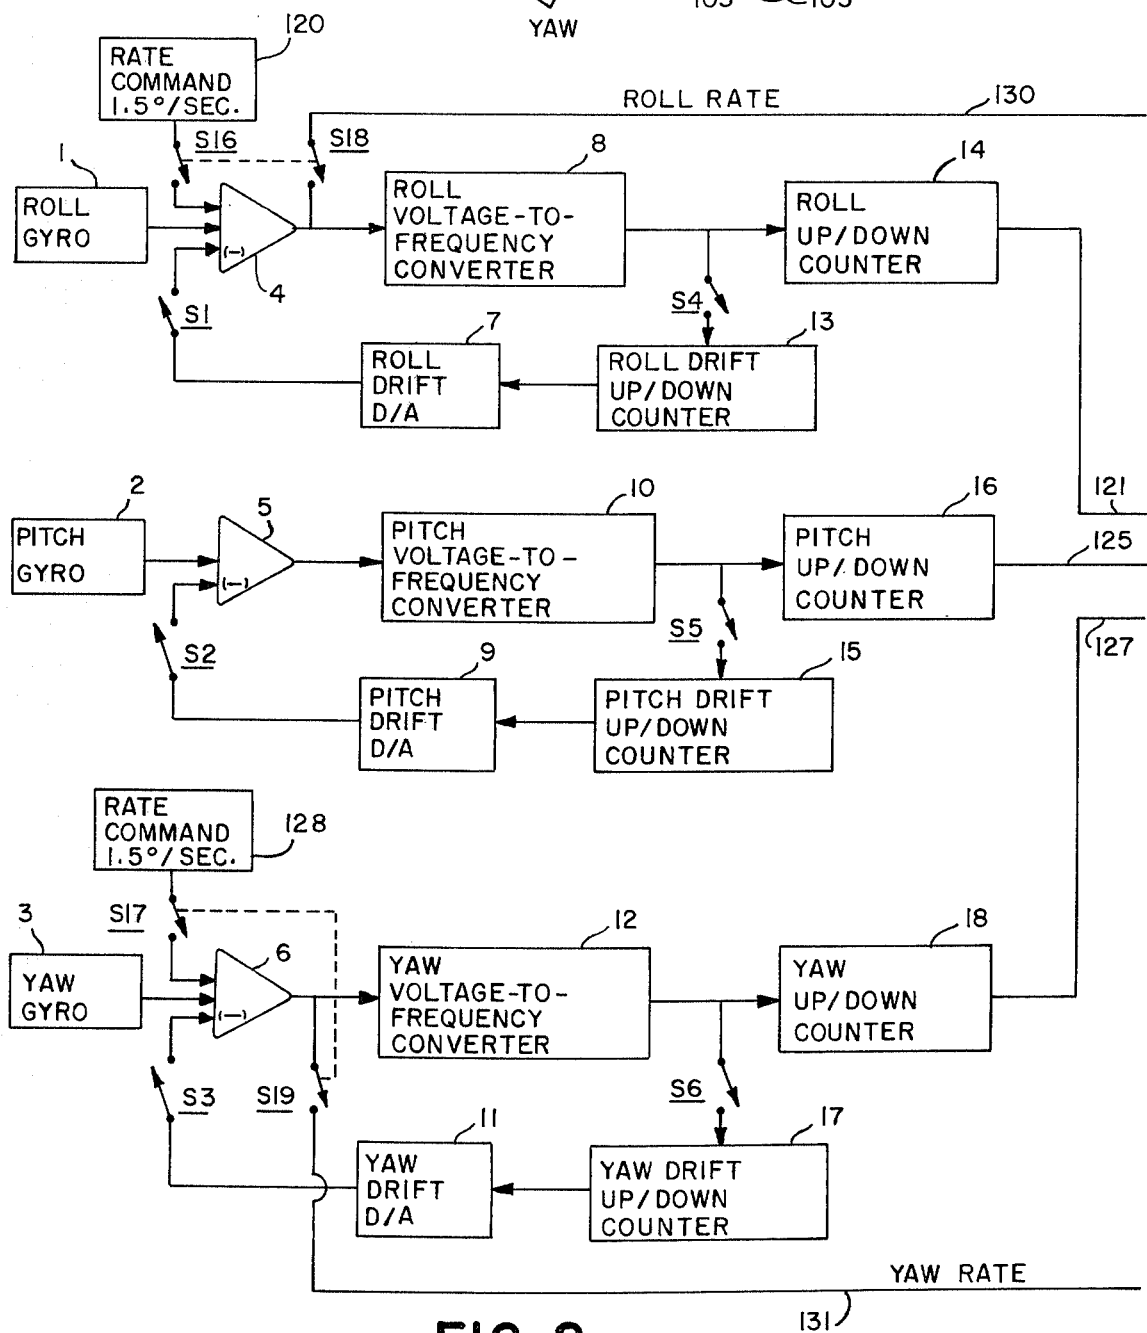 103
103
YAW
120
RATE
COMMAND
1.5°/SEC.
ROLL RATE
130
S16
S18
1
8
14
ROLL
GYRO
(-)
4
ROLL
VOLTAGE-TO-
FREQUENCY
CONVERTER
ROLL
UP/DOWN
COUNTER
S1
S4
7
13
ROLL
DRIFT
D/A
ROLL DRIFT
UP/DOWN
COUNTER
2
5
10
16
121
PITCH
GYRO
(-)
PITCH
VOLTAGE-TO-
FREQUENCY
CONVERTER
PITCH
UP/DOWN
COUNTER
125
127
S2
S5
9
15
PITCH
DRIFT
D/A
PITCH DRIFT
UP/DOWN
COUNTER
RATE
COMMAND
1.5°/SEC.
128
S17
3
6
12
18
YAW
GYRO
(-)
YAW
VOLTAGE-TO-
FREQUENCY
CONVERTER
YAW
UP/DOWN
COUNTER
S3
S19
S6
11
17
YAW
DRIFT
D/A
YAW DRIFT
UP/DOWN
COUNTER
YAW RATE
131